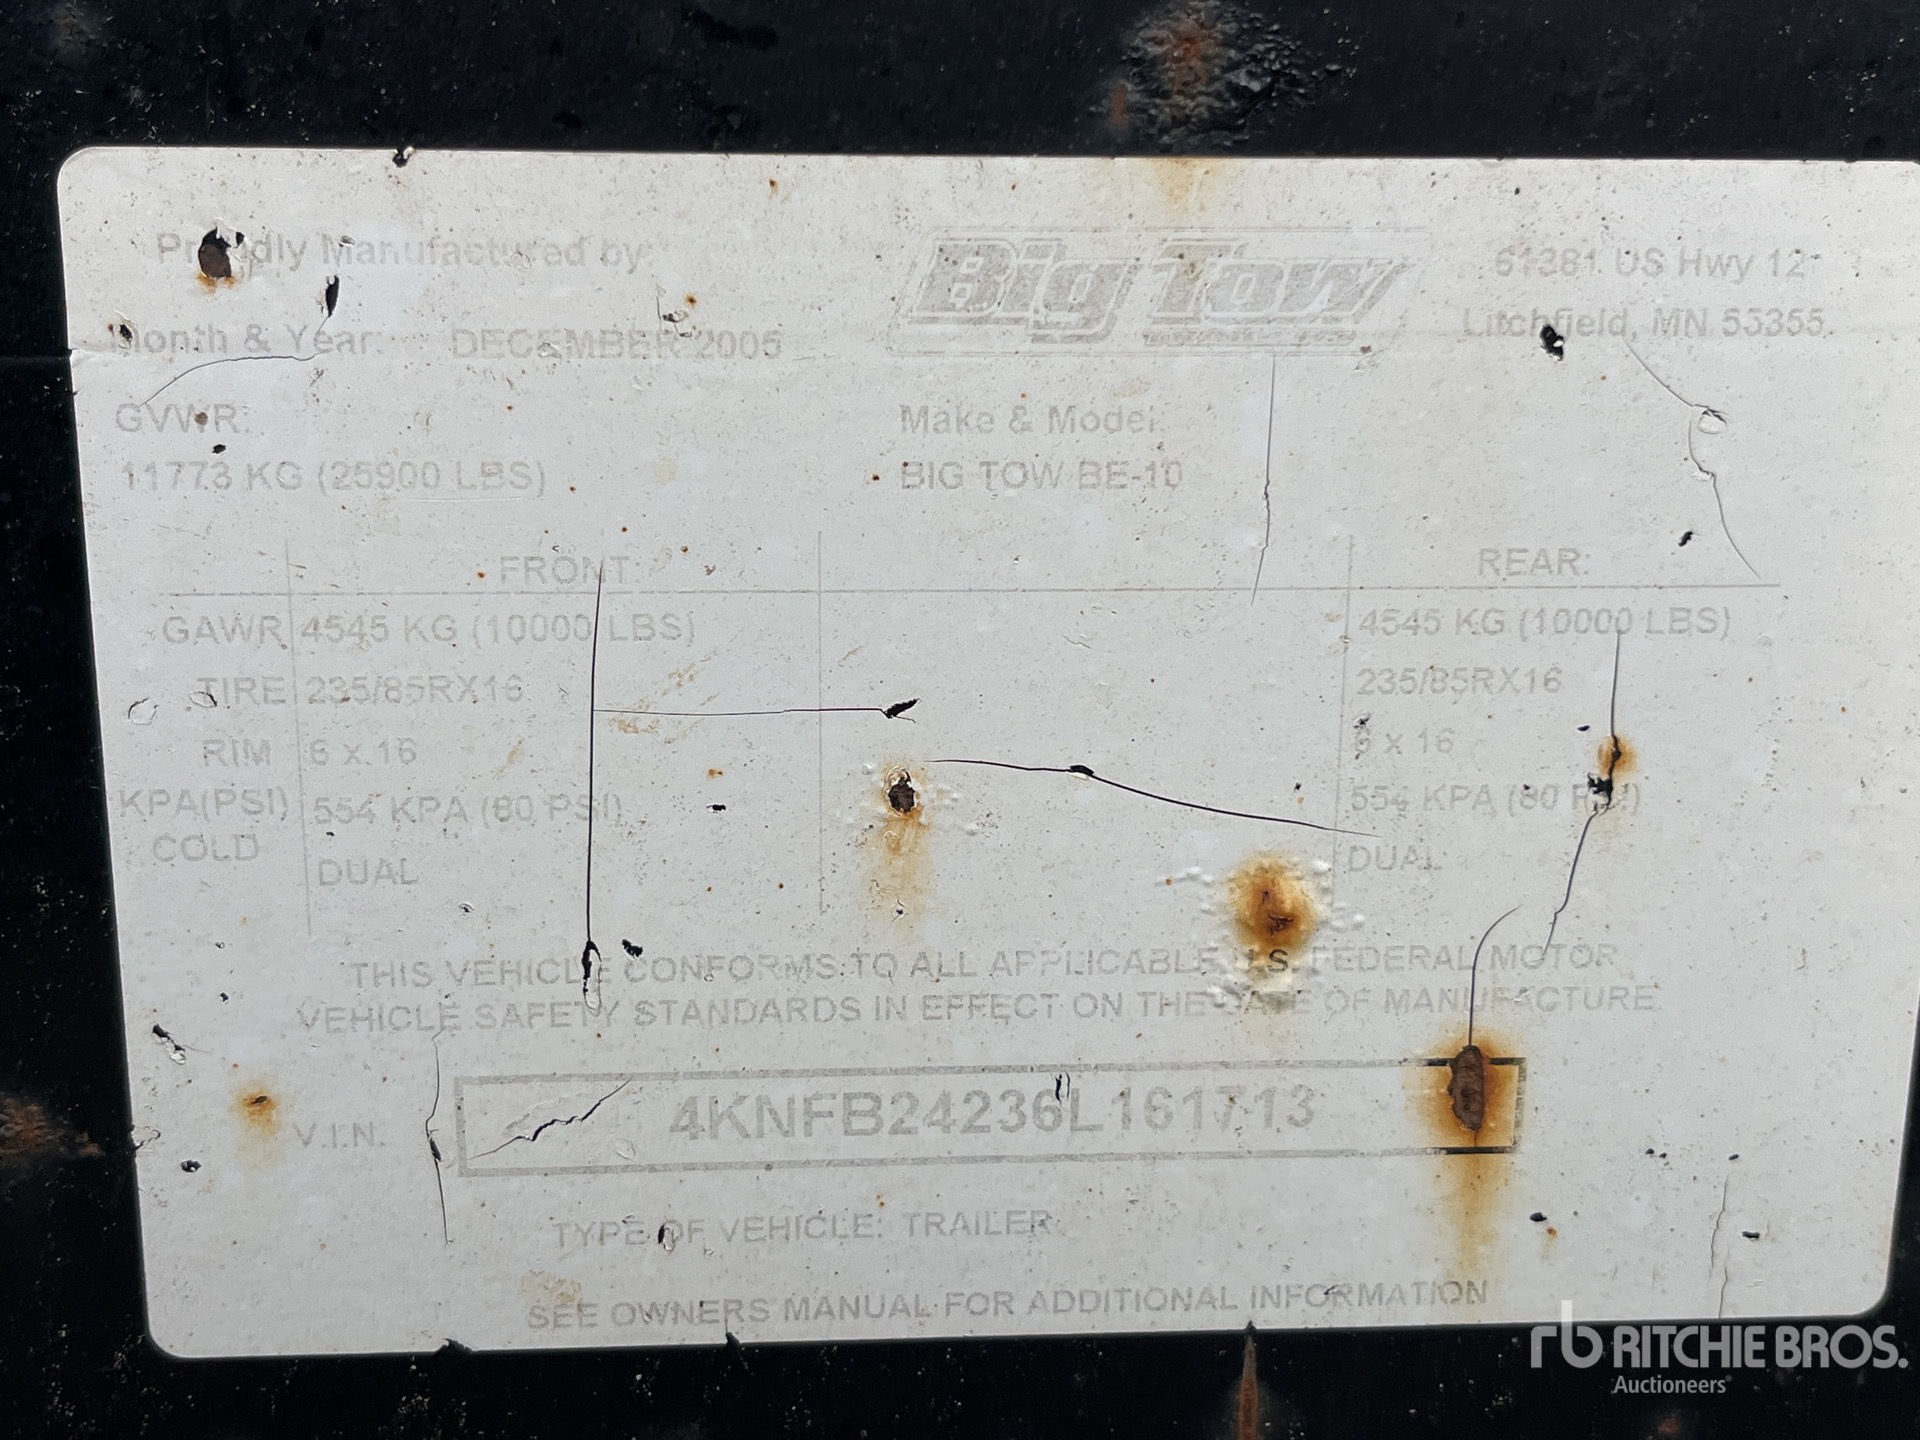 Proudly Manufactured by:
Big Tow
61381 US Hwy 12
Litchfield, MN 55355
Month & Year: DECEMBER 2005
GVWR:
11773 KG (25900 LBS)
Make & Model:
BIG TOW BE-10
FRONT: REAR:
GAWR 4545 KG (10000 LBS) 4545 KG (10000 LBS)
TIRE 235/85RX16 235/85RX16
RIM 6 x 16 6 x 16
KPA(PSI) 554 KPA (80 PSI) 554 KPA (80 PSI)
COLD
DUAL DUAL
THIS VEHICLE CONFORMS TO ALL APPLICABLE U.S. FEDERAL MOTOR
VEHICLE SAFETY STANDARDS IN EFFECT ON THE DATE OF MANUFACTURE
V.I.N. 4KNFB24236L161713
TYPE OF VEHICLE: TRAILER
SEE OWNERS MANUAL FOR ADDITIONAL INFORMATION
rb RITCHIE BROS.
Auctioneers